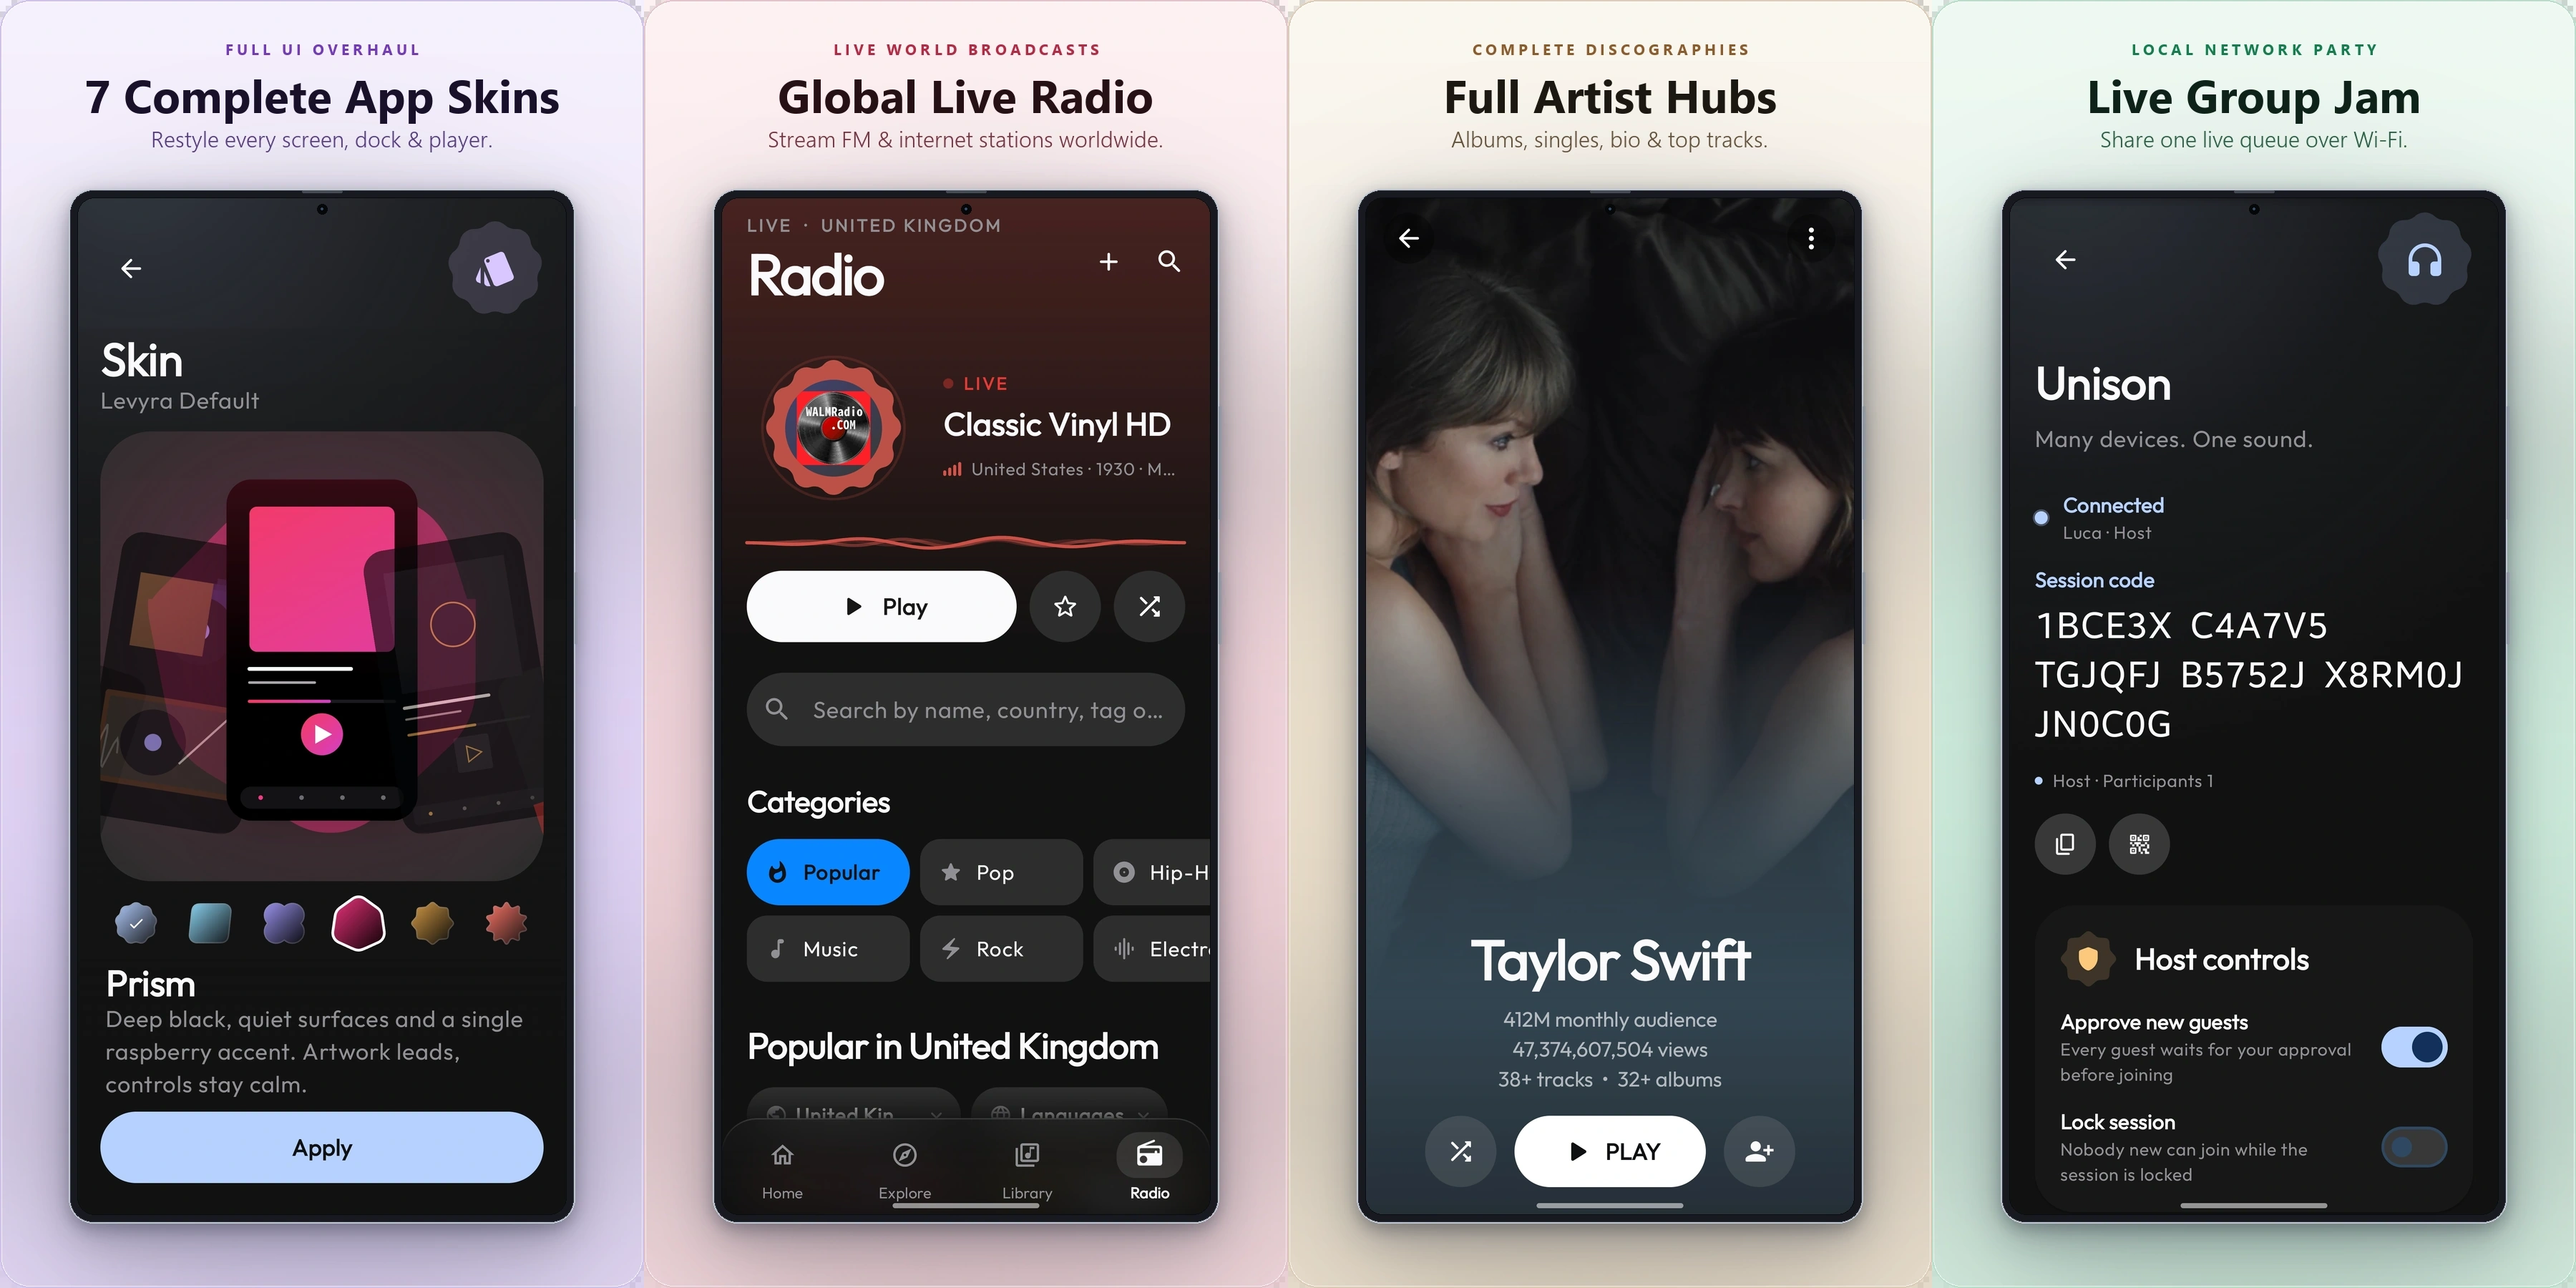 FULL UI OVERHAUL
7 Complete App Skins
Restyle every screen, dock & player.
Skin
Levyra Default
Prism
Deep black, quiet surfaces and a single
raspberry accent. Artwork leads,
controls stay calm.
Apply
LIVE WORLD BROADCASTS
Global Live Radio
Stream FM & internet stations worldwide.
LIVE · UNITED KINGDOM
Radio
WALMRadio
.COM
LIVE
Classic Vinyl HD
United States · 1930 · M...
Play
Search by name, country, tag o...
Categories
Popular
Pop
Hip-H
Music
Rock
Electr
Popular in United Kingdom
United Kin
Languages
Home
Explore
Library
Radio
COMPLETE DISCOGRAPHIES
Full Artist Hubs
Albums, singles, bio & top tracks.
Taylor Swift
412M monthly audience
47,374,607,504 views
38+ tracks • 32+ albums
PLAY
LOCAL NETWORK PARTY
Live Group Jam
Share one live queue over Wi-Fi.
Unison
Many devices. One sound.
Connected
Luca · Host
Session code
1BCE3X C4A7V5
TGJQFJ B5752J X8RM0J
JN0C0G
Host · Participants 1
Host controls
Approve new guests
Every guest waits for your approval
before joining
Lock session
Nobody new can join while the
session is locked